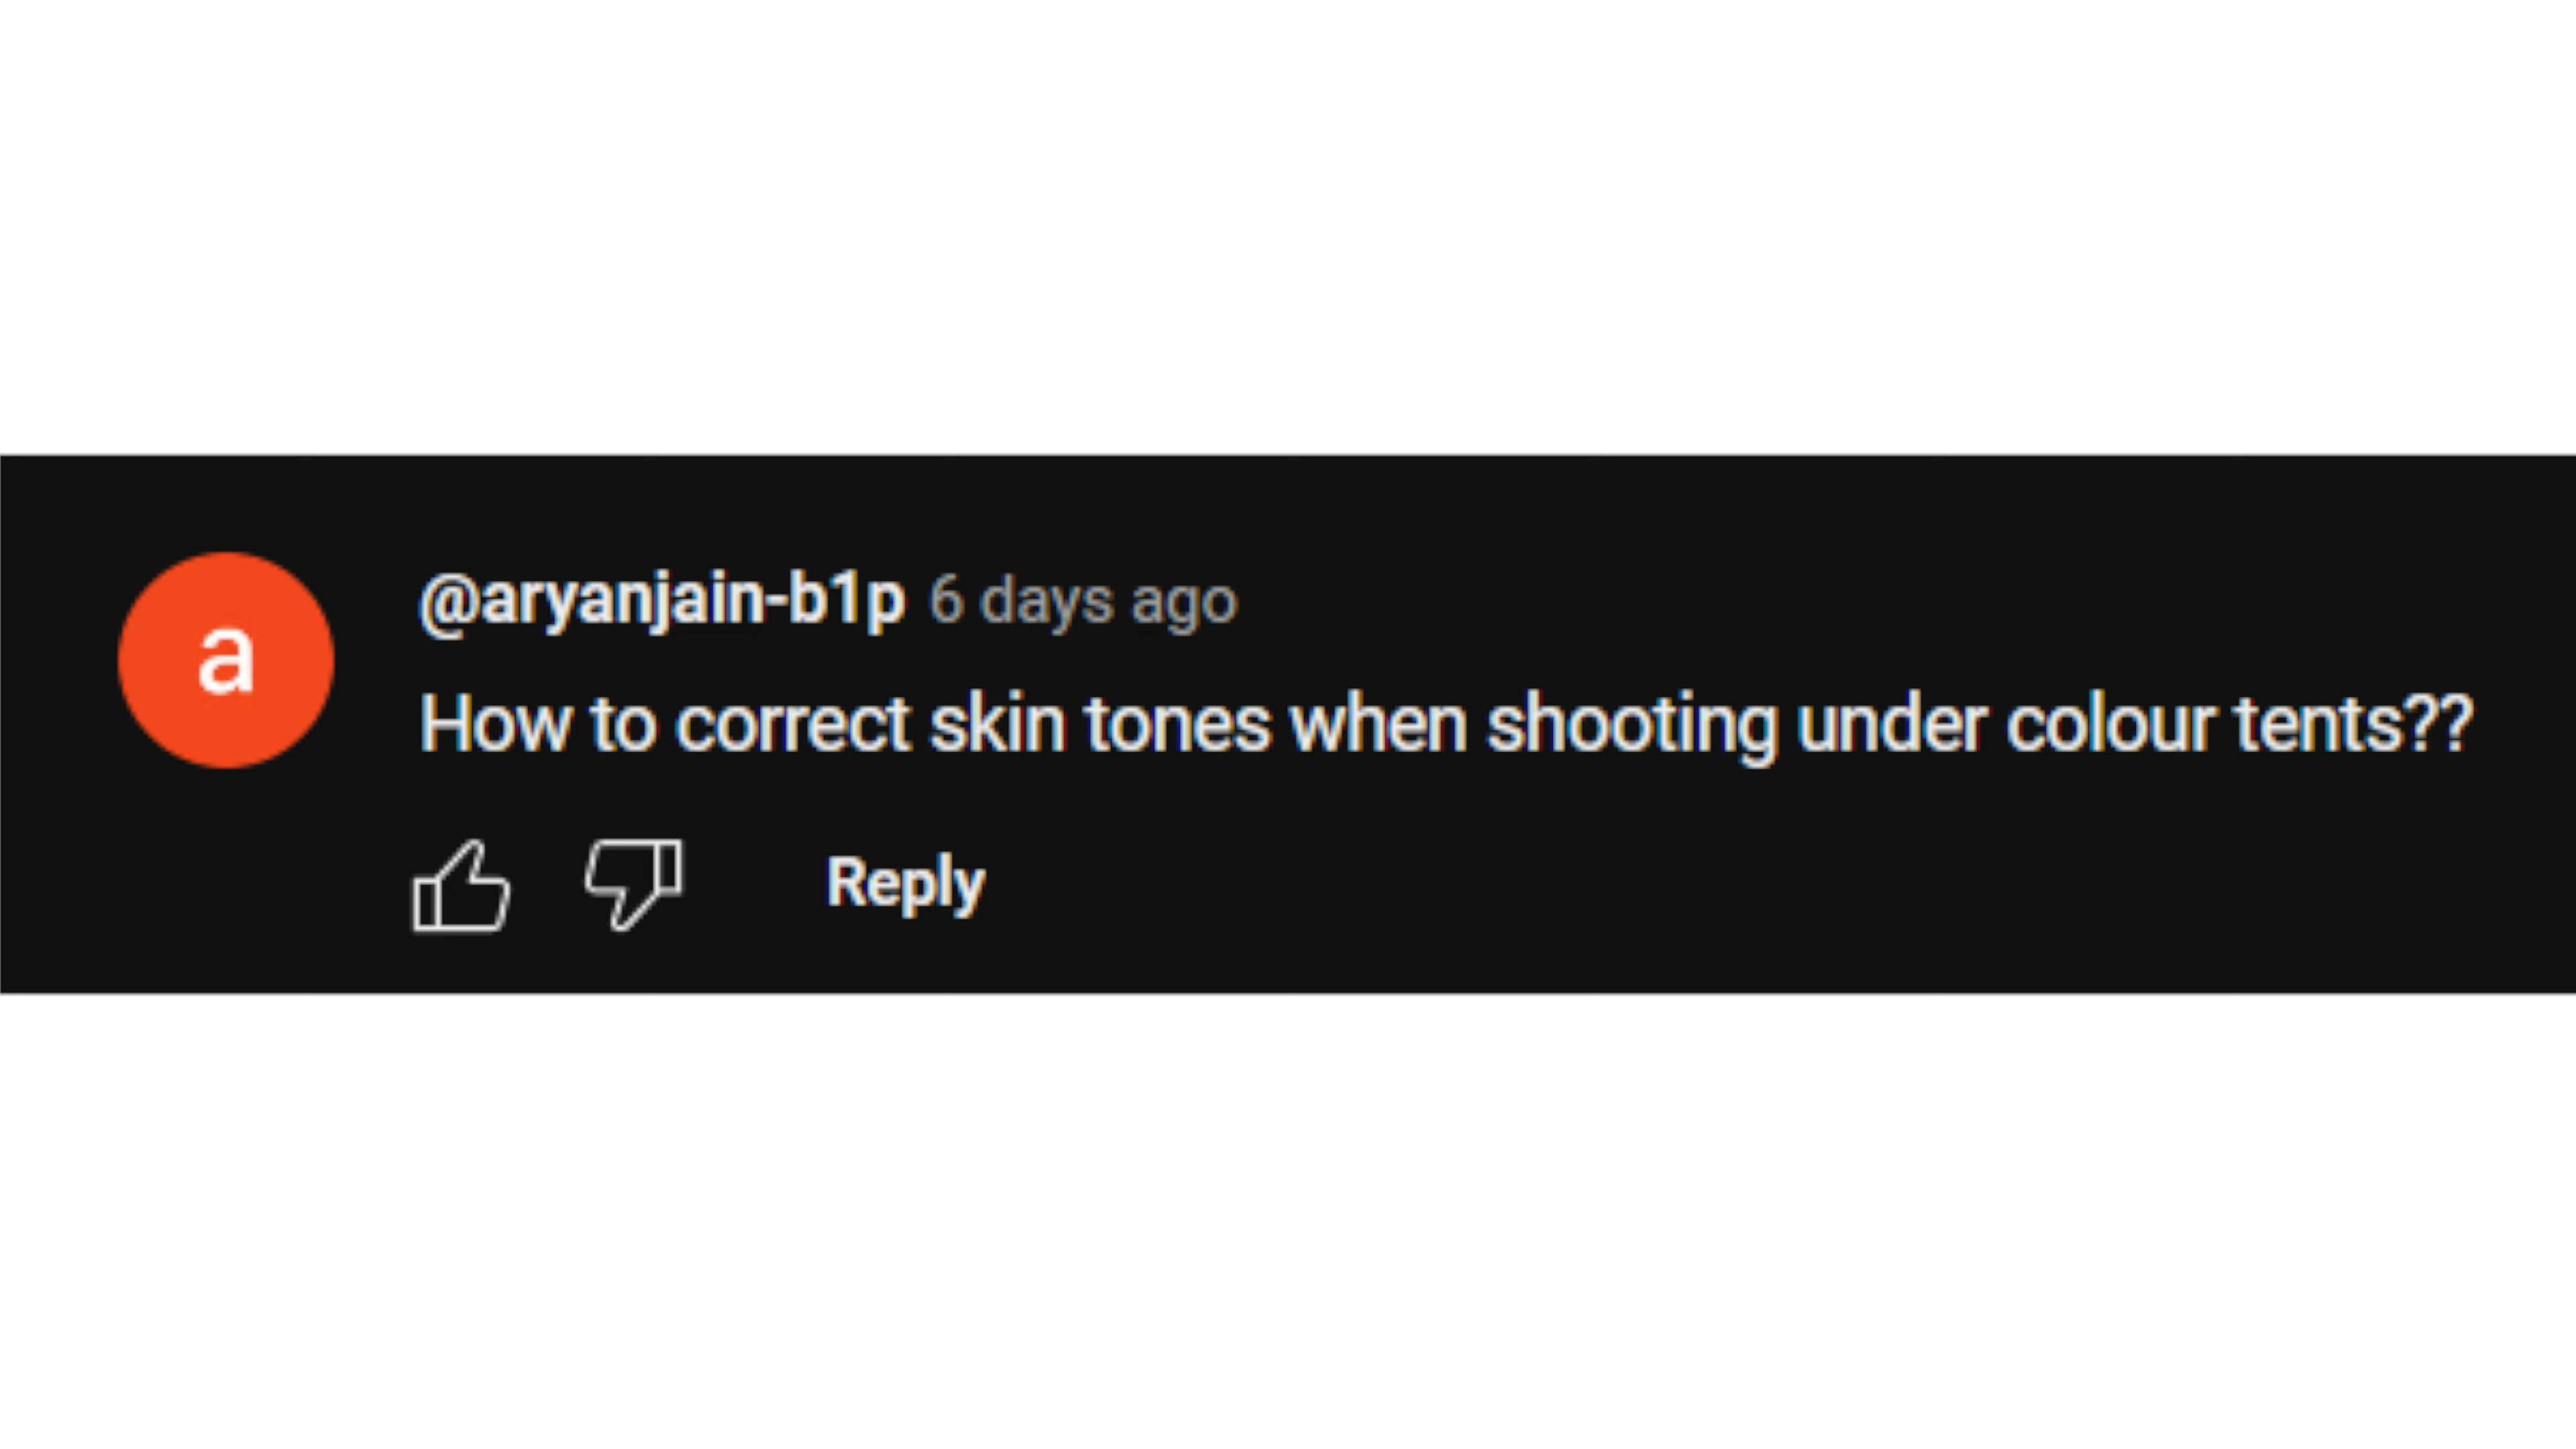 a
@aryanjain-b1p 6 days ago
How to correct skin tones when shooting under colour tents??
Reply